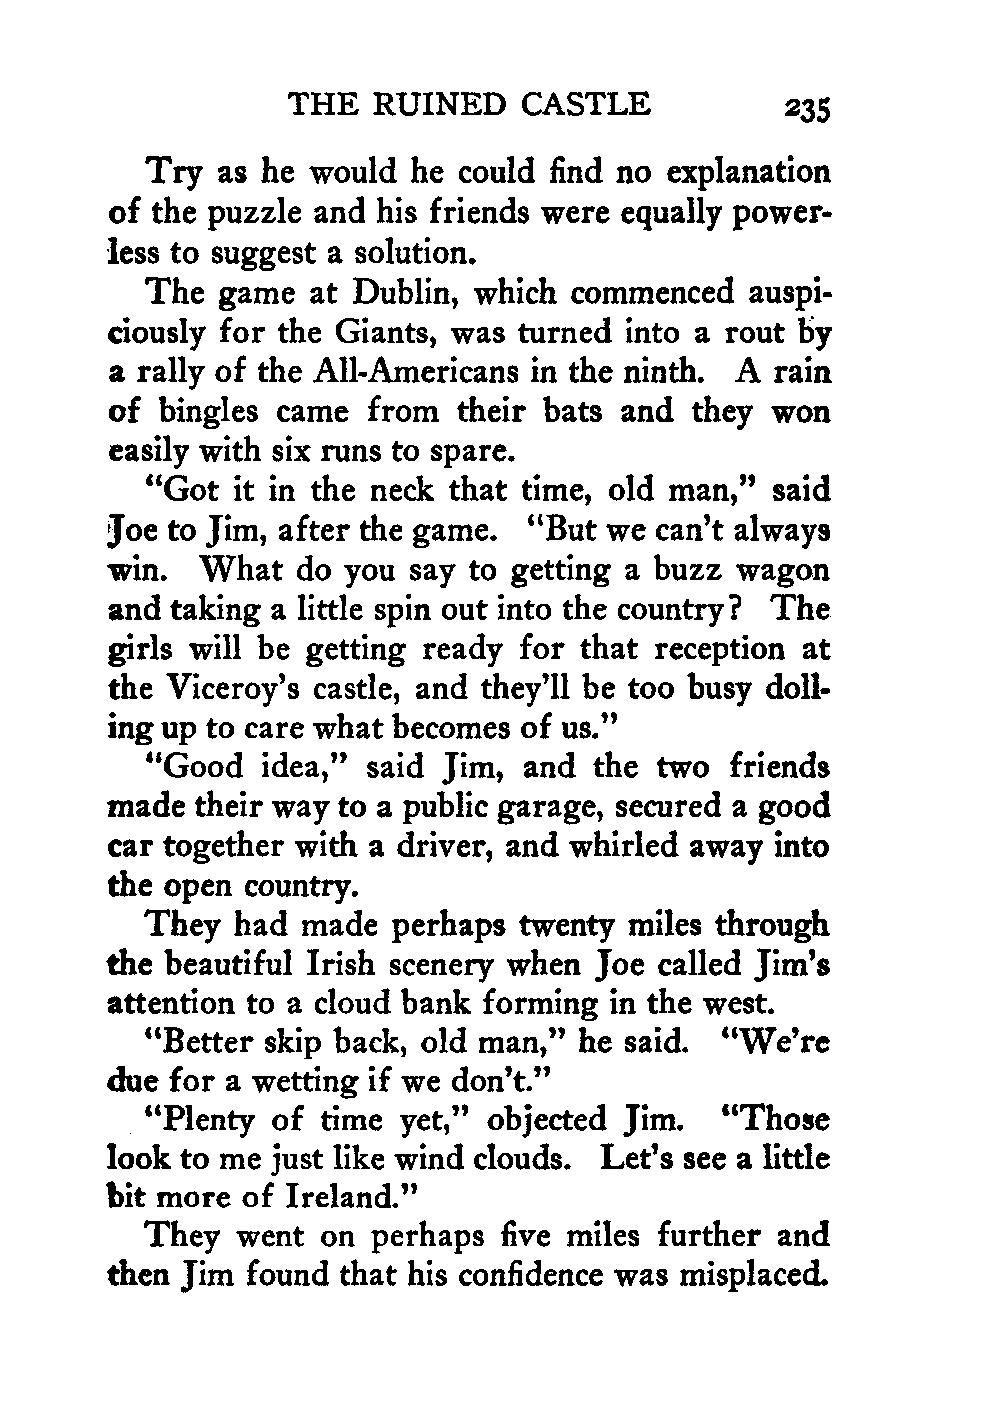 THE RUINED CASTLE 235
Try as he would he could find no explanation
of the puzzle and his friends were equally power-
less to suggest a solution.
The game at Dublin, which commenced auspi-
ciously for the Giants, was turned into a rout by
a rally of the All-Americans in the ninth. A rain
of bingles came from their bats and they won
easily with six runs to spare.
“Got it in the neck that time, old man,” said
Joe to Jim, after the game. “But we can’t always
win. What do you say to getting a buzz wagon
and taking a little spin out into the country? The
girls will be getting ready for that reception at
the Viceroy’s castle, and they’ll be too busy doll-
ing up to care what becomes of us.”
“Good idea,” said Jim, and the two friends
made their way to a public garage, secured a good
car together with a driver, and whirled away into
the open country.
They had made perhaps twenty miles through
the beautiful Irish scenery when Joe called Jim’s
attention to a cloud bank forming in the west.
“Better skip back, old man,” he said. “We’re
due for a wetting if we don’t.”
“Plenty of time yet,” objected Jim. “Those
look to me just like wind clouds. Let’s see a little
bit more of Ireland.”
They went on perhaps five miles further and
then Jim found that his confidence was misplaced.